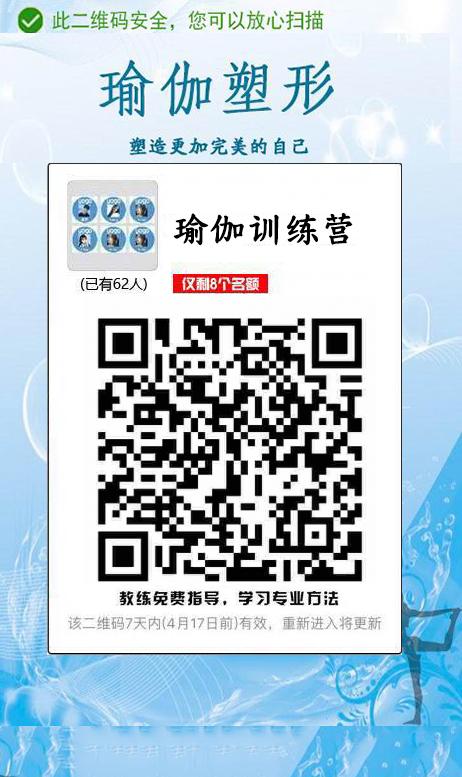 此二维码安全，您可以放心扫描
瑜伽塑形
塑造更加完美的自己
瑜伽训练营
(已有62人)
仅剩8个名额
教练免费指导，学习专业方法
该二维码7天内(4月17日前)有效，重新进入将更新